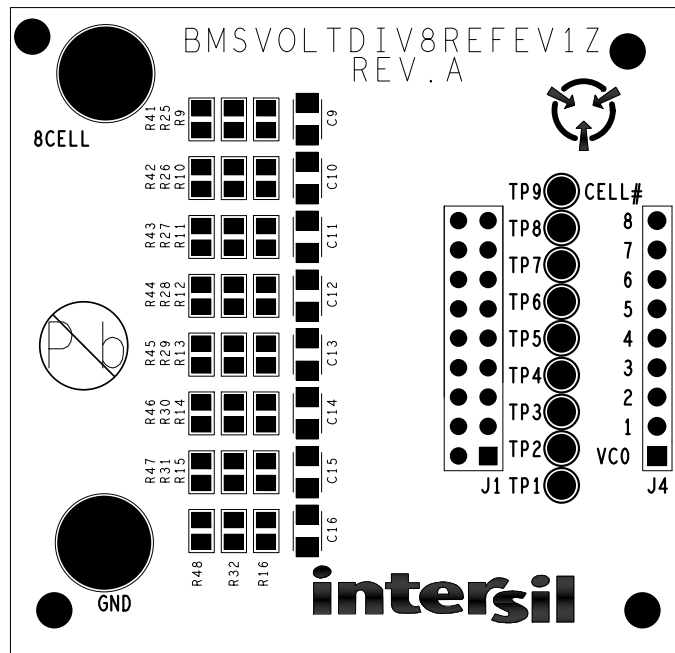 BMSVOLTDIV8REFEV1Z
REV.A
8CELL
R41
R25
R9
C9
R42
R26
R10
C10
R43
R27
R11
C11
R44
R28
R12
C12
R45
R29
R13
C13
R46
R30
R14
C14
R47
R31
R15
C15
R48
R32
R16
C16
Pb
GND
TP9
CELL#
TP8
8
TP7
7
TP6
6
TP5
5
TP4
4
TP3
3
TP2
2
1
VC0
J1
TP1
J4
intersil